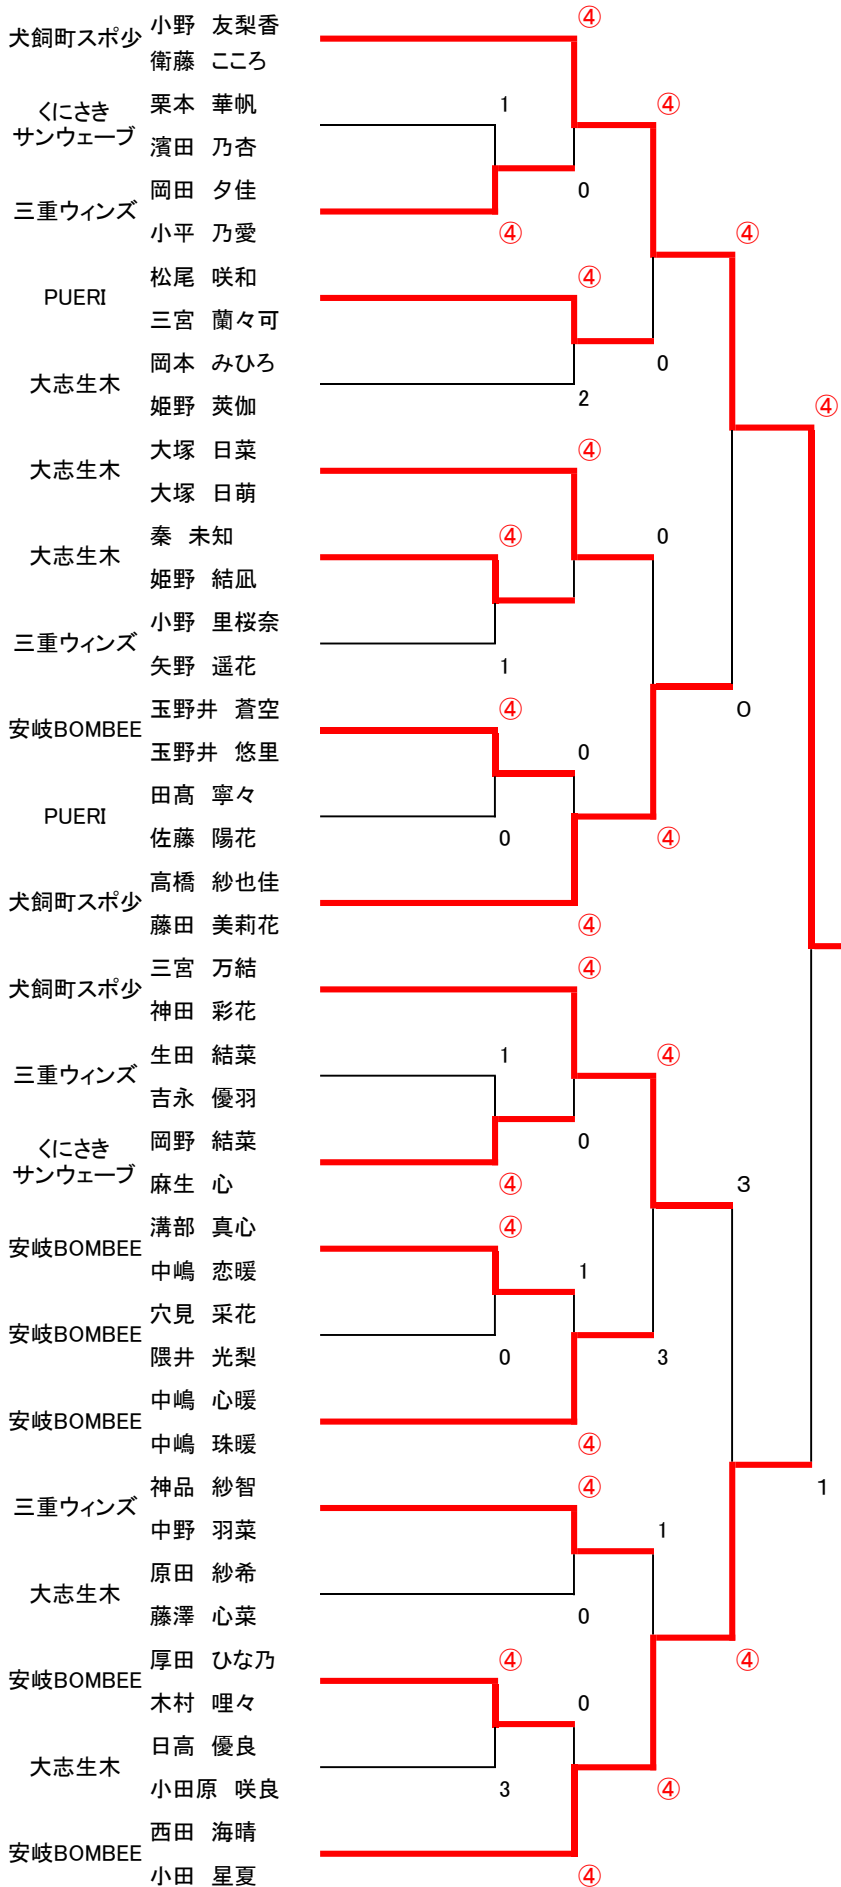 犬飼町スポ少 小野 友梨香 ④
衛藤 こころ
くにさき
サンウェーブ 栗本 華帆 1 ④
濱田 乃杏
三重ウィンズ 岡田 夕佳 0
小平 乃愛 ④ ④
PUERI 松尾 咲和 ④
三宮 蘭々可
大志生木 岡本 みひろ 0
姫野 莢伽 2 ④
大志生木 大塚 日菜 ④
大塚 日萌
大志生木 秦 未知 ④ 0
姫野 結凪
三重ウィンズ 小野 里桜奈
矢野 遥花 1
安岐BOMBEE 玉野井 蒼空 ④ 0
玉野井 悠里 0
PUERI 田髙 寧々
佐藤 陽花 0 ④
犬飼町スポ少 高橋 紗也佳
藤田 美莉花 ④
犬飼町スポ少 三宮 万結 ④
神田 彩花
三重ウィンズ 生田 結菜 1 ④
吉永 優羽
くにさき
サンウェーブ 岡野 結菜 0
麻生 心 ④ 3
安岐BOMBEE 溝部 真心 ④
中嶋 恋暖 1
安岐BOMBEE 穴見 采花
隈井 光梨 0 3
安岐BOMBEE 中嶋 心暖
中嶋 珠暖 ④
三重ウィンズ 神品 紗智 ④ 1
中野 羽菜 1
大志生木 原田 紗希
藤澤 心菜 0
安岐BOMBEE 厚田 ひな乃 ④ ④
木村 哩々 0
大志生木 日高 優良
小田原 咲良 3 ④
安岐BOMBEE 西田 海晴
小田 星夏 ④